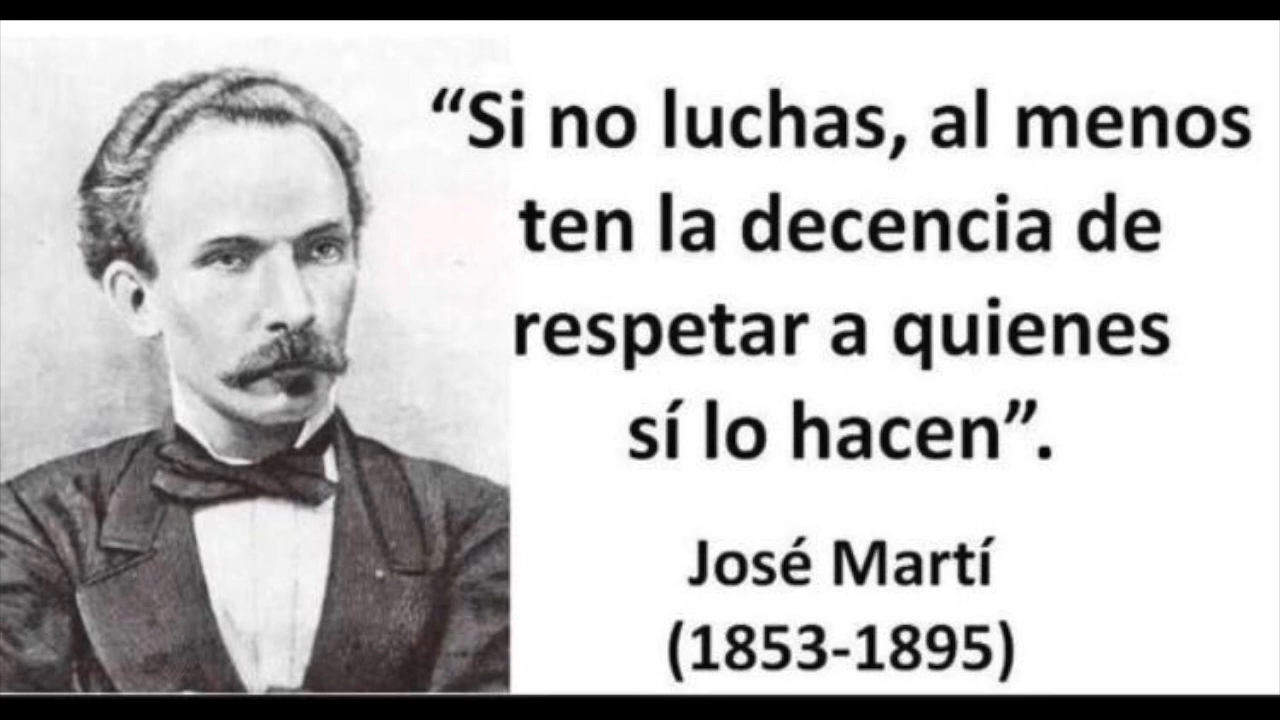 “Si no luchas, al menos
ten la decencia de
respetar a quienes
sí lo hacen”.
José Martí
(1853-1895)